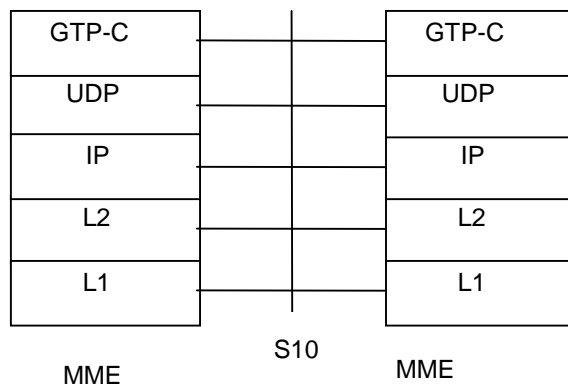 GTP-C GTP-C
UDP UDP
IP IP
L2 L2
L1 L1
S10
MME MME